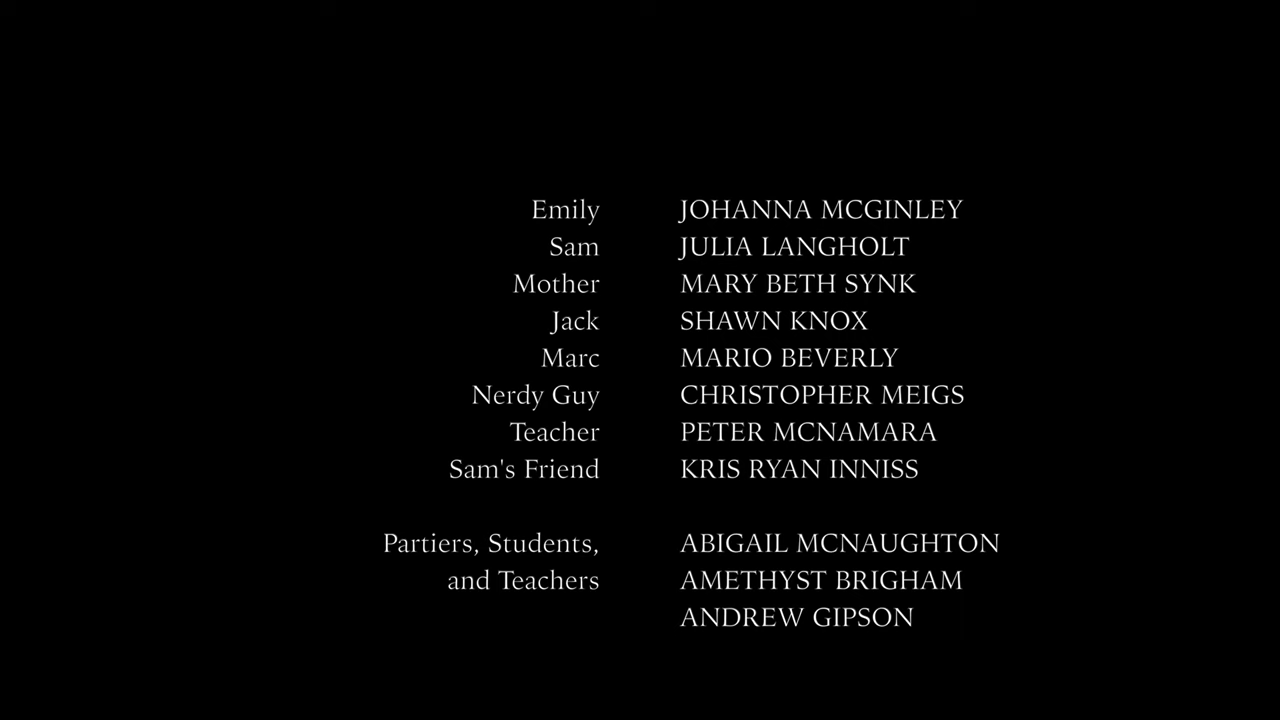 Emily JOHANNA MCGINLEY
Sam JULIA LANGHOLT
Mother MARY BETH SYNK
Jack SHAWN KNOX
Marc MARIO BEVERLY
Nerdy Guy CHRISTOPHER MEIGS
Teacher PETER MCNAMARA
Sam's Friend KRIS RYAN INNISS
Partiers, Students, ABIGAIL MCNAUGHTON
and Teachers AMETHYST BRIGHAM
ANDREW GIPSON